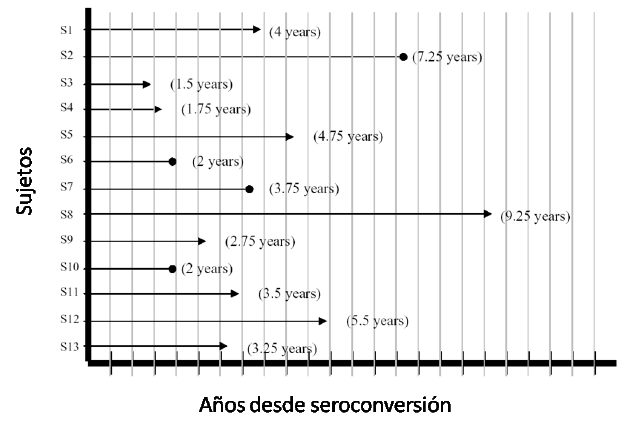 S1 (4 years)
S2 (7.25 years)
S3 (1.5 years)
S4 (1.75 years)
S5 (4.75 years)
S6 (2 years)
S7 (3.75 years)
S8 (9.25 years)
S9 (2.75 years)
S10 (2 years)
S11 (3.5 years)
S12 (5.5 years)
S13 (3.25 years)
Sujetos
Años desde seroconversión